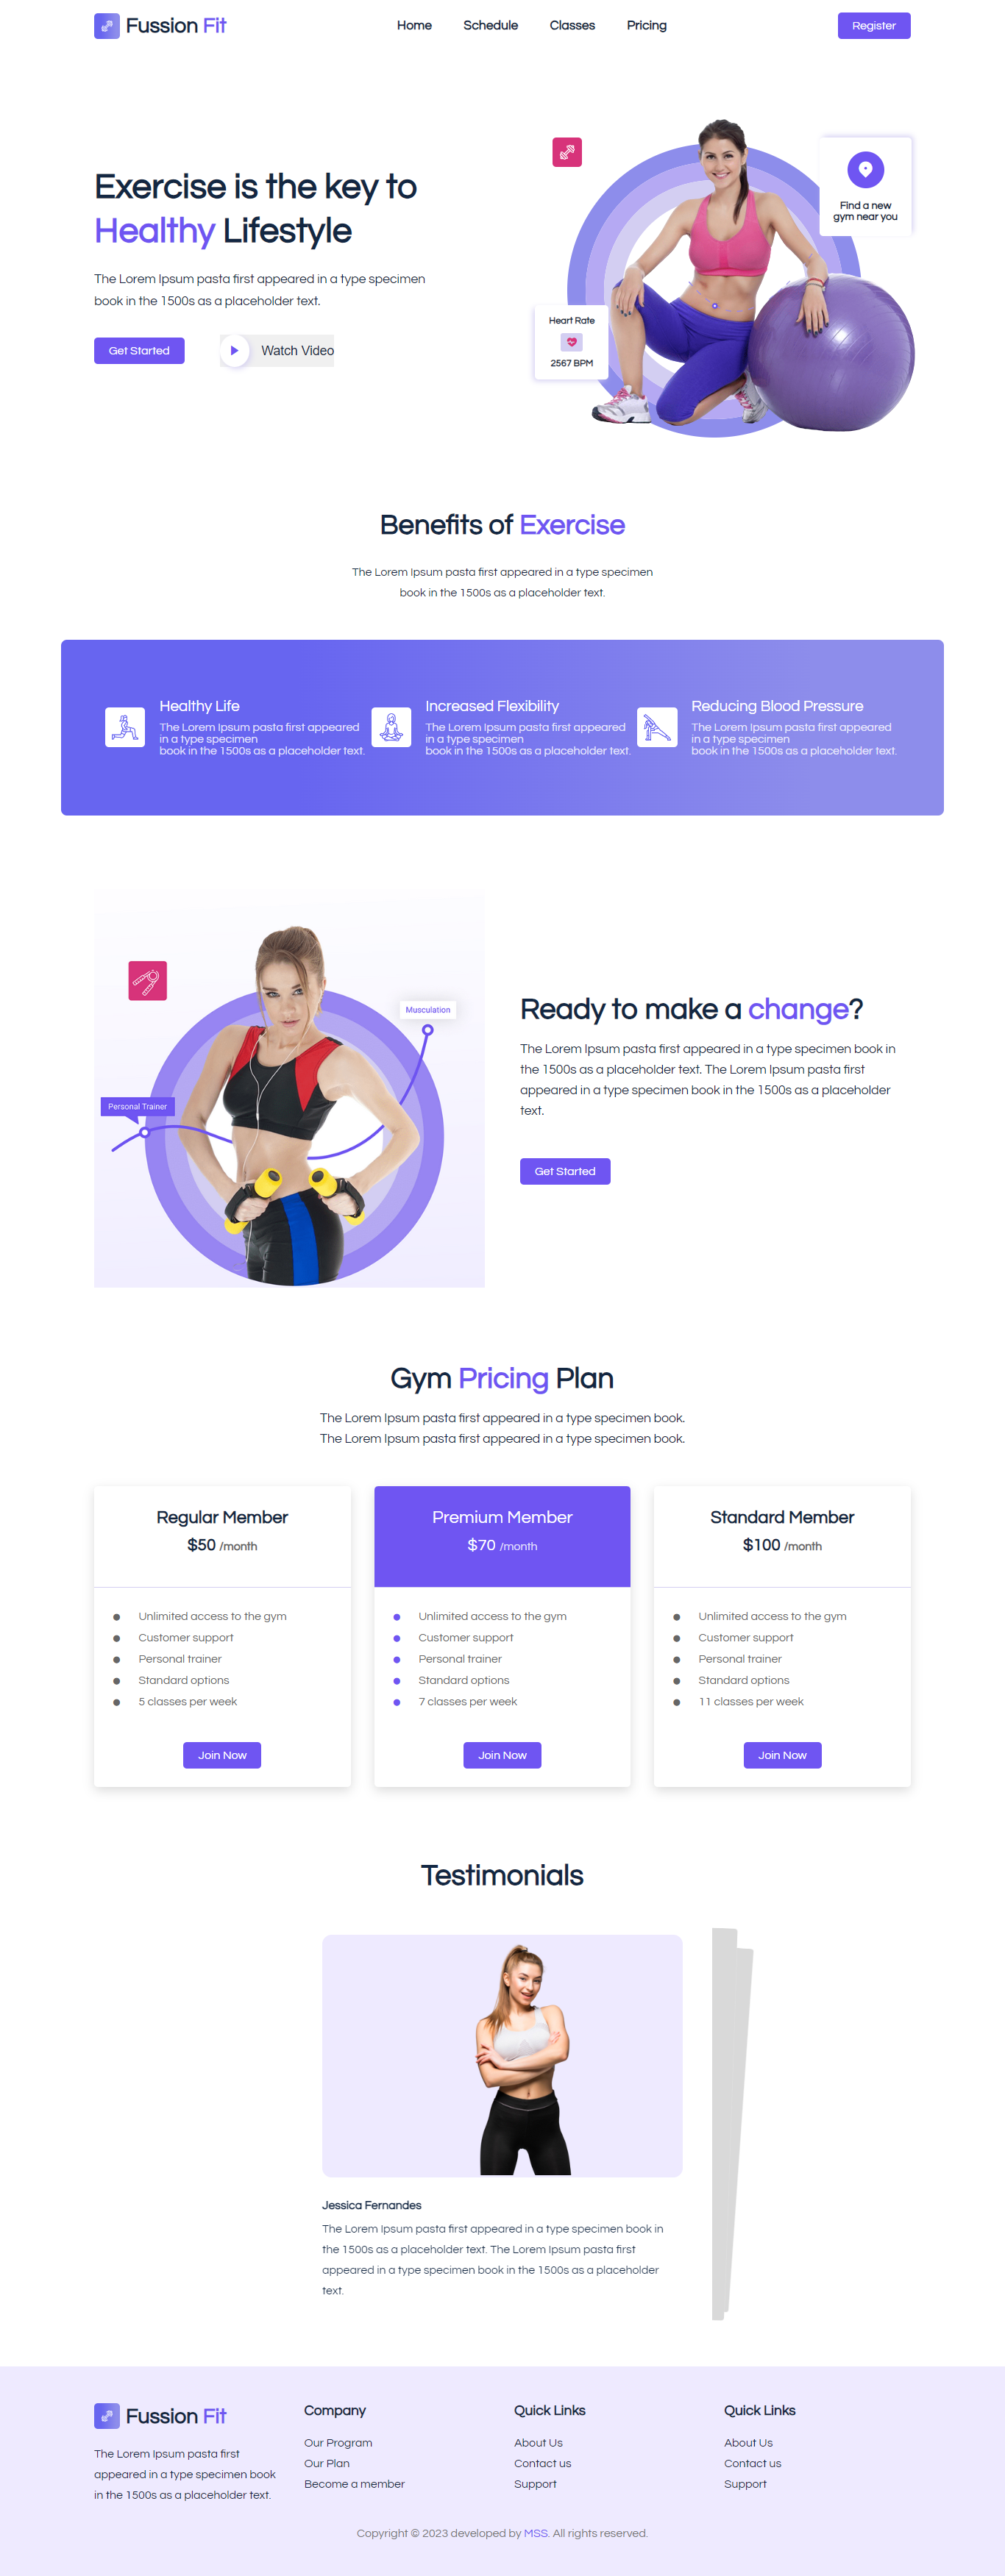 Fussion Fit
Home Schedule Classes Pricing
Register
Exercise is the key to
Healthy Lifestyle
The Lorem Ipsum pasta first appeared in a type specimen
book in the 1500s as a placeholder text.
Get Started
Watch Video
Find a new
gym near you
Heart Rate
2567 BPM
Benefits of Exercise
The Lorem Ipsum pasta first appeared in a type specimen
book in the 1500s as a placeholder text.
Healthy Life
The Lorem Ipsum pasta first appeared
in a type specimen
book in the 1500s as a placeholder text.
Increased Flexibility
The Lorem Ipsum pasta first appeared
in a type specimen
book in the 1500s as a placeholder text.
Reducing Blood Pressure
The Lorem Ipsum pasta first appeared
in a type specimen
book in the 1500s as a placeholder text.
Musculation
Personal Trainer
Ready to make a change?
The Lorem Ipsum pasta first appeared in a type specimen book in
the 1500s as a placeholder text. The Lorem Ipsum pasta first
appeared in a type specimen book in the 1500s as a placeholder
text.
Get Started
Gym Pricing Plan
The Lorem Ipsum pasta first appeared in a type specimen book.
The Lorem Ipsum pasta first appeared in a type specimen book.
Regular Member
$50 /month
Unlimited access to the gym
Customer support
Personal trainer
Standard options
5 classes per week
Join Now
Premium Member
$70 /month
Unlimited access to the gym
Customer support
Personal trainer
Standard options
7 classes per week
Join Now
Standard Member
$100 /month
Unlimited access to the gym
Customer support
Personal trainer
Standard options
11 classes per week
Join Now
Testimonials
Jessica Fernandes
The Lorem Ipsum pasta first appeared in a type specimen book in
the 1500s as a placeholder text. The Lorem Ipsum pasta first
appeared in a type specimen book in the 1500s as a placeholder
text.
Fussion Fit
The Lorem Ipsum pasta first
appeared in a type specimen book
in the 1500s as a placeholder text.
Company
Our Program
Our Plan
Become a member
Quick Links
About Us
Contact us
Support
Quick Links
About Us
Contact us
Support
Copyright © 2023 developed by MSS. All rights reserved.